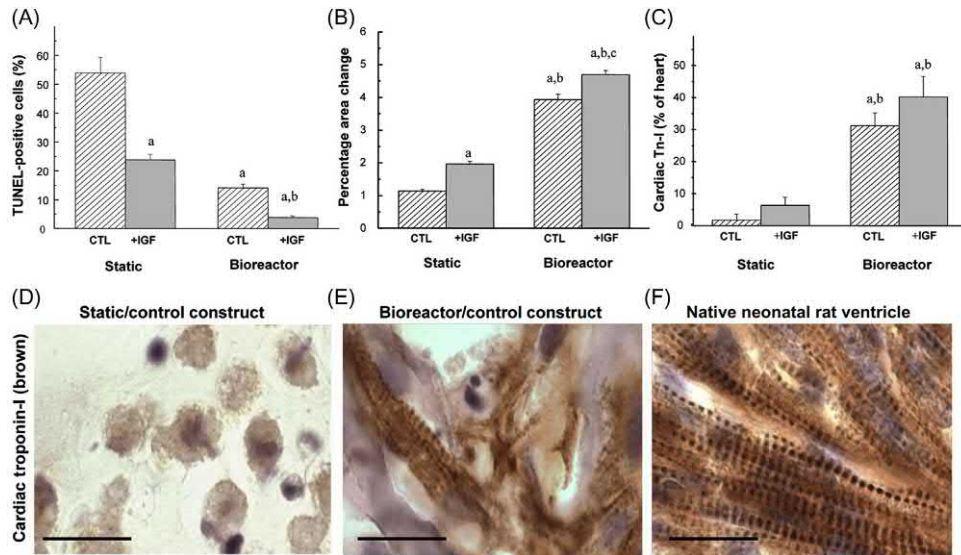 (A)
TUNEL-positive cells (%)
60
50
40
30
20
10
0
a
a
a,b
CTL +IGF CTL +IGF
Static Bioreactor
(B)
Percentage area change
6
5
4
3
2
1
0
a
a,b
a,b,c
CTL +IGF CTL +IGF
Static Bioreactor
(C)
Cardiac Tn-I (% of heart)
50
40
30
20
10
0
a,b
a,b
CTL +IGF CTL +IGF
Static Bioreactor
Cardiac troponin-I (brown)
(D)
Static/control construct
(E)
Bioreactor/control construct
(F)
Native neonatal rat ventricle